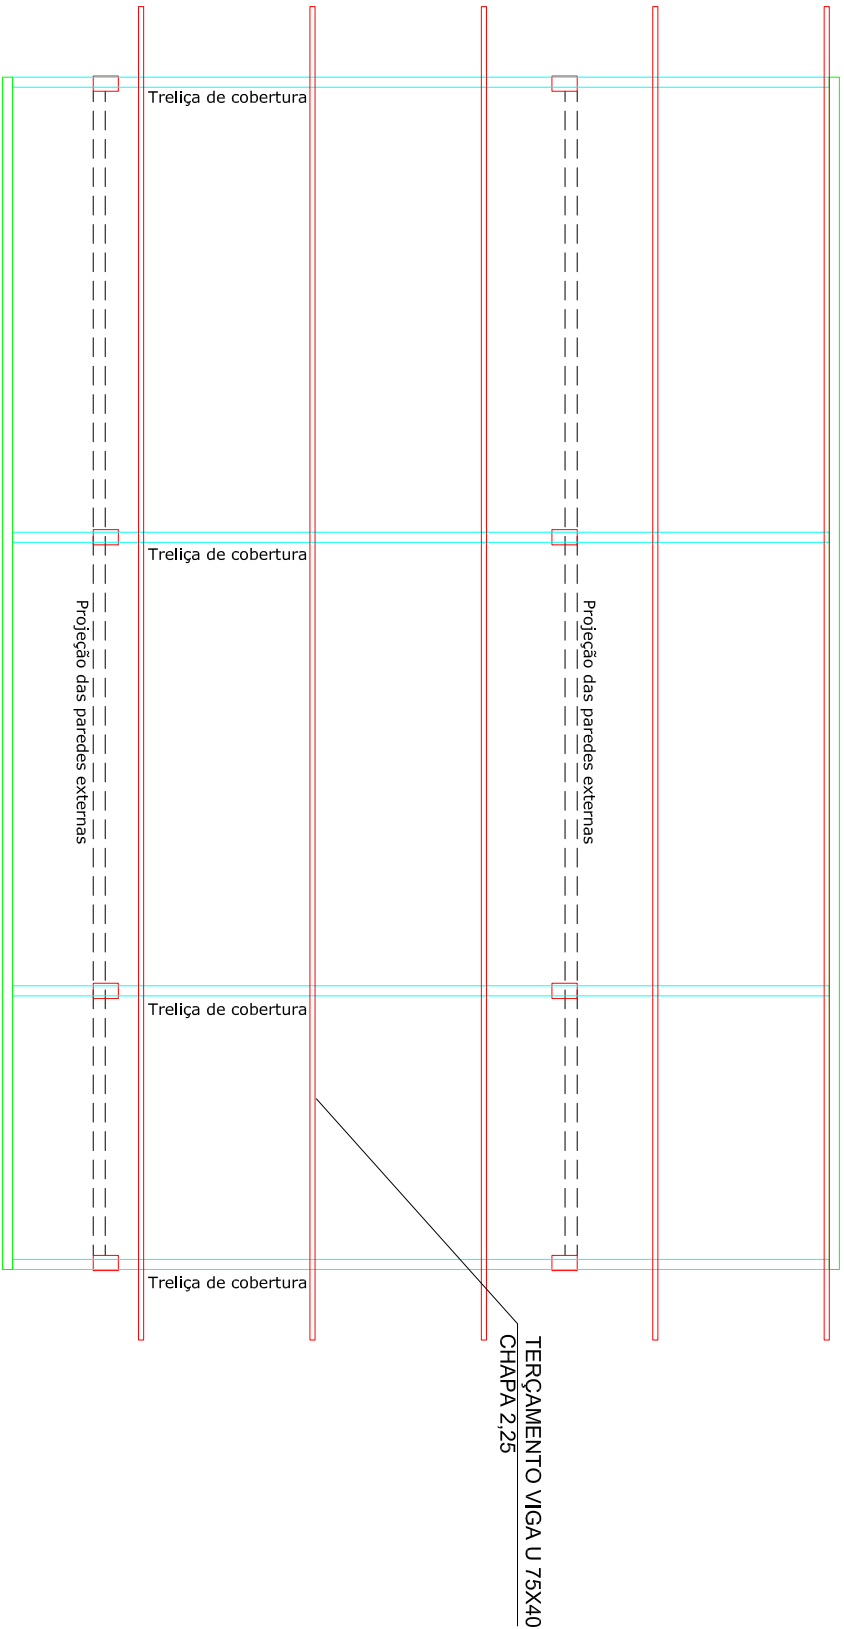 Treliça de cobertura
Treliça de cobertura
Projeção das paredes externas
Projeção das paredes externas
Treliça de cobertura
Treliça de cobertura
TERÇAMENTO VIGA U 75X40
CHAPA 2,25